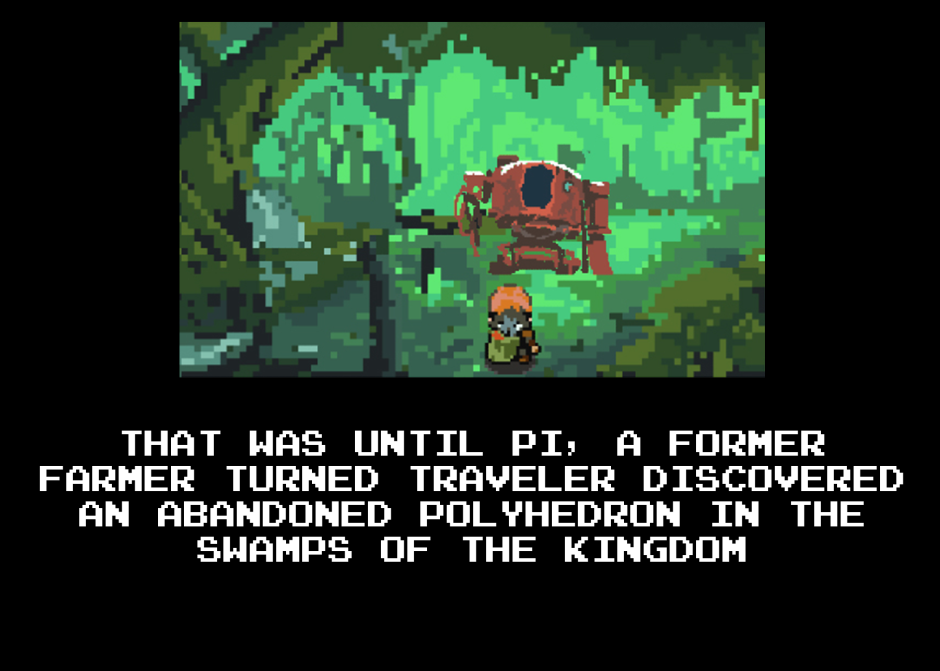 THAT WAS UNTIL PI, A FORMER
FARMER TURNED TRAVELER DISCOVERED
AN ABANDONED POLYHEDRON IN THE
SWAMPS OF THE KINGDOM